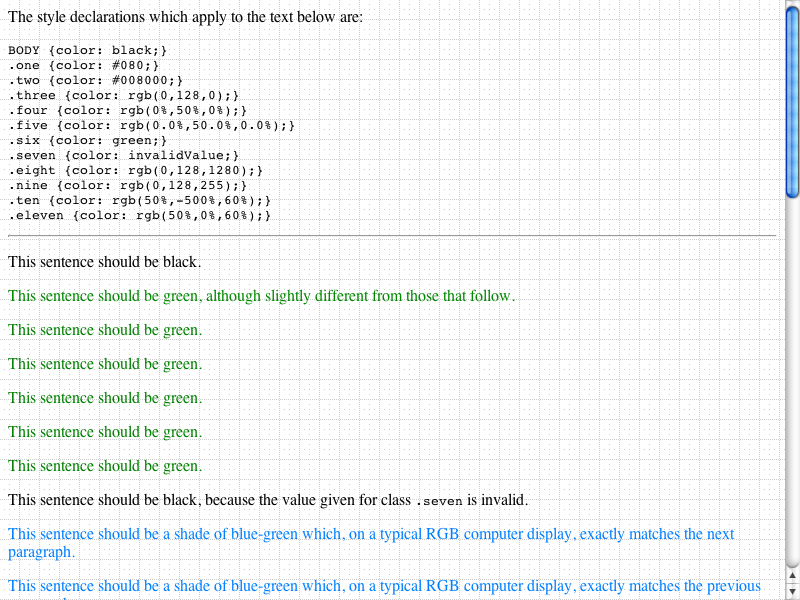 The style declarations which apply to the text below are:
BODY {color: black;}
.one {color: #080;}
.two {color: #008000;}
.three {color: rgb(0,128,0);}
.four {color: rgb(0%,50%,0%);}
.five {color: rgb(0.0%,50.0%,0.0%);}
.six {color: green;}
.seven {color: invalidValue;}
.eight {color: rgb(0,128,1280);}
.nine {color: rgb(0,128,255);}
.ten {color: rgb(50%,-500%,60%);}
.eleven {color: rgb(50%,0%,60%);}
This sentence should be black.
This sentence should be green, although slightly different from those that follow.
This sentence should be green.
This sentence should be green.
This sentence should be green.
This sentence should be green.
This sentence should be green.
This sentence should be black, because the value given for class .seven is invalid.
This sentence should be a shade of blue-green which, on a typical RGB computer display, exactly matches the next
paragraph.
This sentence should be a shade of blue-green which, on a typical RGB computer display, exactly matches the previous